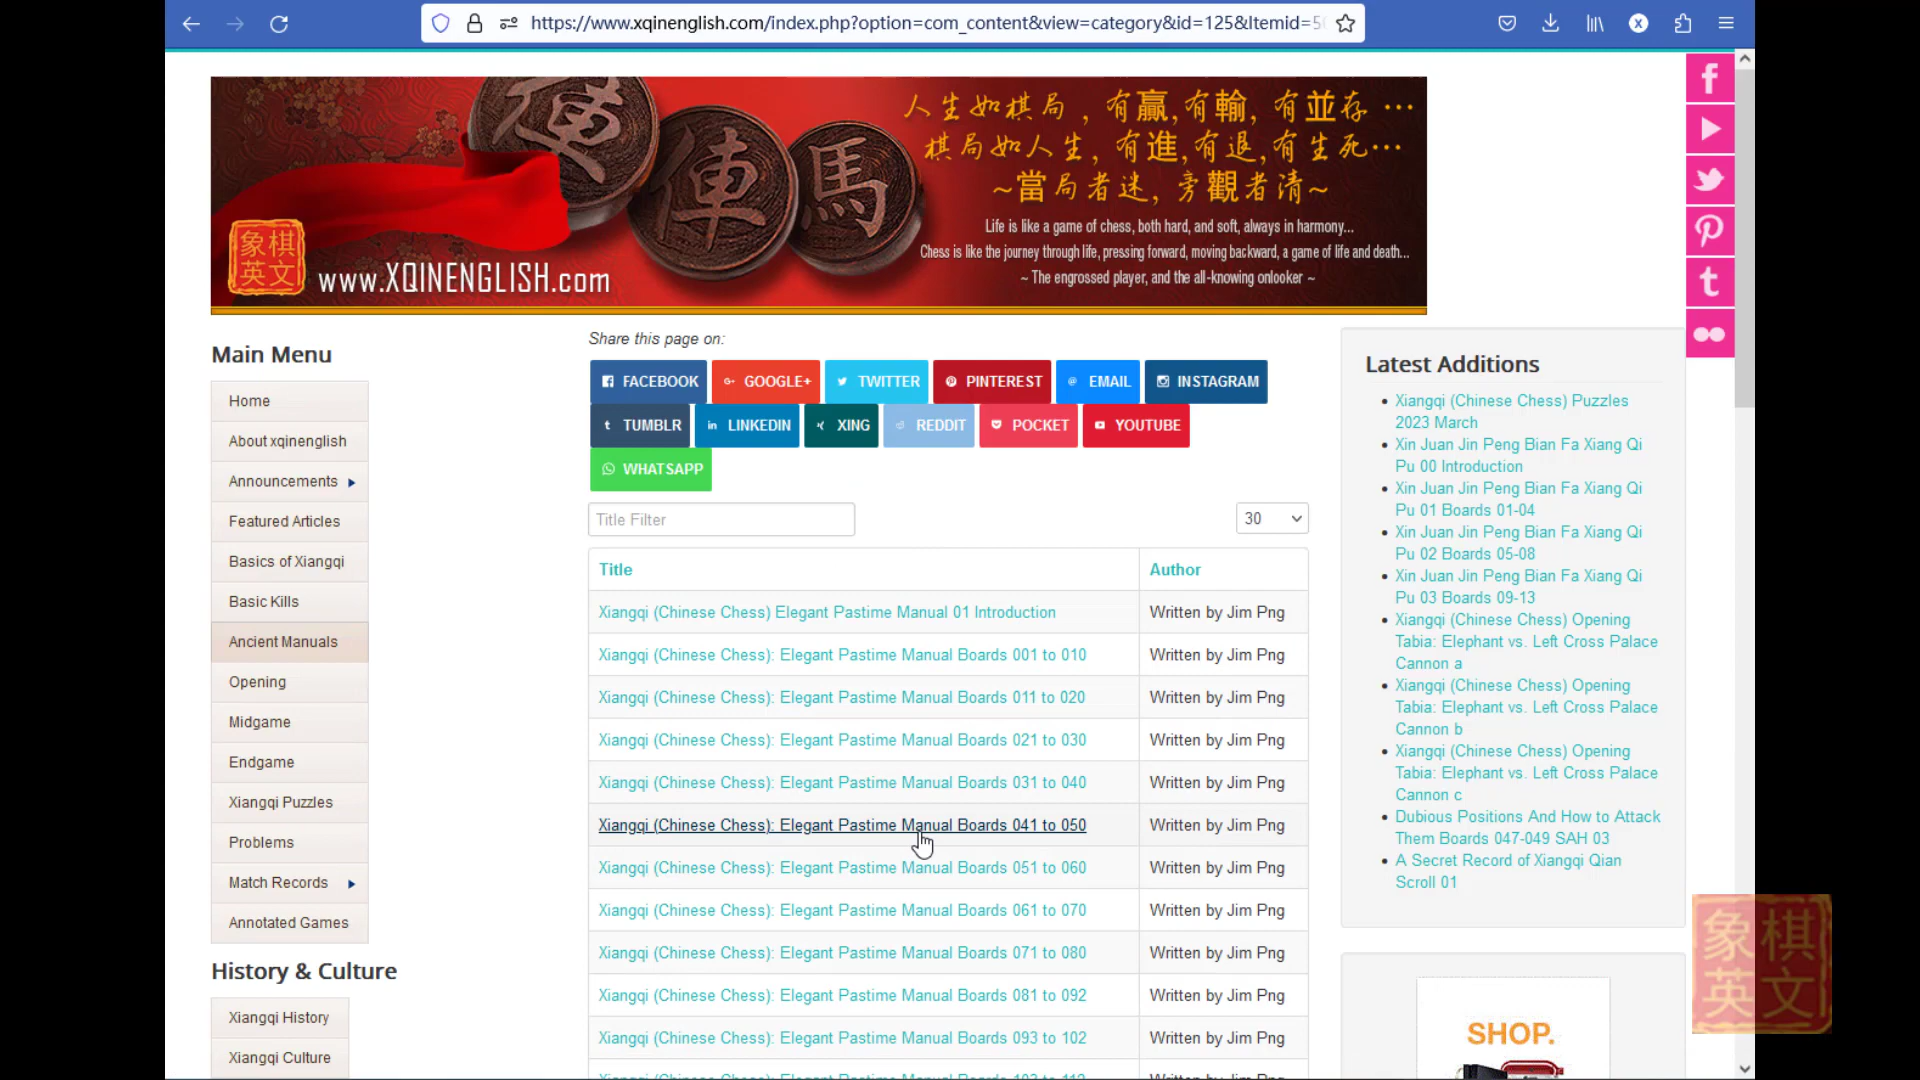 https://www.xqinenglish.com/index.php?option=com_content&view=category&id=125&Itemid=5
人生如棋局，有贏,有輸, 有並存 …
棋局如人生, 有進,有退,有生死…
~當局者迷, 旁觀者清~
Life is like a game of chess, both hard, and soft, always in harmony...
Chess is like the journey through life, pressing forward, moving backward, a game of life and death...
~ The engrossed player, and the all-knowing onlooker ~
傌 俥 馬
象棋
英文
www.XQINENGLISH.com
Main Menu
Home
About xqinenglish
Announcements
Featured Articles
Basics of Xiangqi
Basic Kills
Ancient Manuals
Opening
Midgame
Endgame
Xiangqi Puzzles
Problems
Match Records
Annotated Games
History & Culture
Xiangqi History
Xiangqi Culture
Share this page on:
FACEBOOK GOOGLE+ TWITTER PINTEREST EMAIL INSTAGRAM
TUMBLR LINKEDIN XING REDDIT POCKET YOUTUBE
WHATSAPP
Title Filter
30
Title Author
Xiangqi (Chinese Chess) Elegant Pastime Manual 01 Introduction Written by Jim Png
Xiangqi (Chinese Chess): Elegant Pastime Manual Boards 001 to 010 Written by Jim Png
Xiangqi (Chinese Chess): Elegant Pastime Manual Boards 011 to 020 Written by Jim Png
Xiangqi (Chinese Chess): Elegant Pastime Manual Boards 021 to 030 Written by Jim Png
Xiangqi (Chinese Chess): Elegant Pastime Manual Boards 031 to 040 Written by Jim Png
Xiangqi (Chinese Chess): Elegant Pastime Manual Boards 041 to 050 Written by Jim Png
Xiangqi (Chinese Chess): Elegant Pastime Manual Boards 051 to 060 Written by Jim Png
Xiangqi (Chinese Chess): Elegant Pastime Manual Boards 061 to 070 Written by Jim Png
Xiangqi (Chinese Chess): Elegant Pastime Manual Boards 071 to 080 Written by Jim Png
Xiangqi (Chinese Chess): Elegant Pastime Manual Boards 081 to 092 Written by Jim Png
Xiangqi (Chinese Chess): Elegant Pastime Manual Boards 093 to 102 Written by Jim Png
Latest Additions
Xiangqi (Chinese Chess) Puzzles
2023 March
Xin Juan Jin Peng Bian Fa Xiang Qi
Pu 00 Introduction
Xin Juan Jin Peng Bian Fa Xiang Qi
Pu 01 Boards 01-04
Xin Juan Jin Peng Bian Fa Xiang Qi
Pu 02 Boards 05-08
Xin Juan Jin Peng Bian Fa Xiang Qi
Pu 03 Boards 09-13
Xiangqi (Chinese Chess) Opening
Tabia: Elephant vs. Left Cross Palace
Cannon a
Xiangqi (Chinese Chess) Opening
Tabia: Elephant vs. Left Cross Palace
Cannon b
Xiangqi (Chinese Chess) Opening
Tabia: Elephant vs. Left Cross Palace
Cannon c
Dubious Positions And How to Attack
Them Boards 047-049 SAH 03
A Secret Record of Xiangqi Qian
Scroll 01
SHOP.
象棋
英文